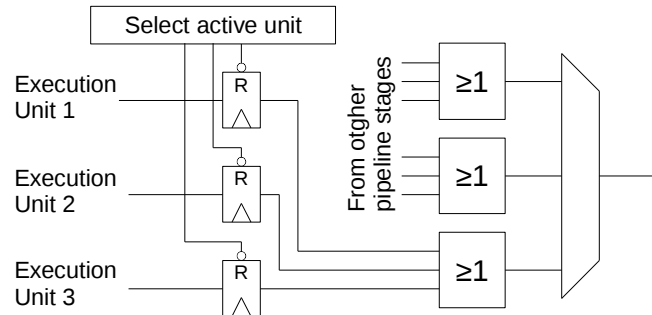 Select active unit
Execution
Unit 1
R
≥1
From otgher
pipeline stages
Execution
Unit 2
R
≥1
Execution
Unit 3
R
≥1